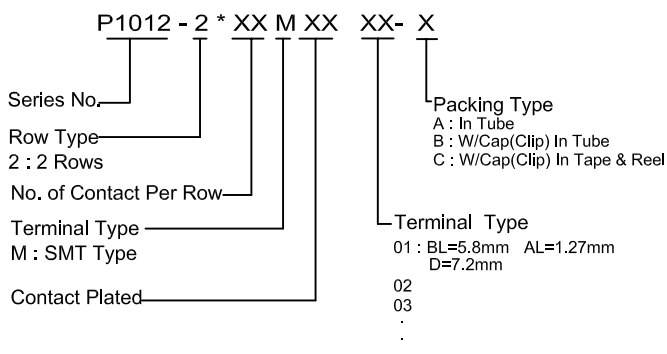 P1012 - 2 * XX M XX XX- X
Series No.
Row Type
2 : 2 Rows
No. of Contact Per Row
Terminal Type
M : SMT Type
Contact Plated
Packing Type
A : In Tube
B : W/Cap(Clip) In Tube
C : W/Cap(Clip) In Tape & Reel
Terminal Type
01 : BL=5.8mm AL=1.27mm
D=7.2mm
02
03
.
.